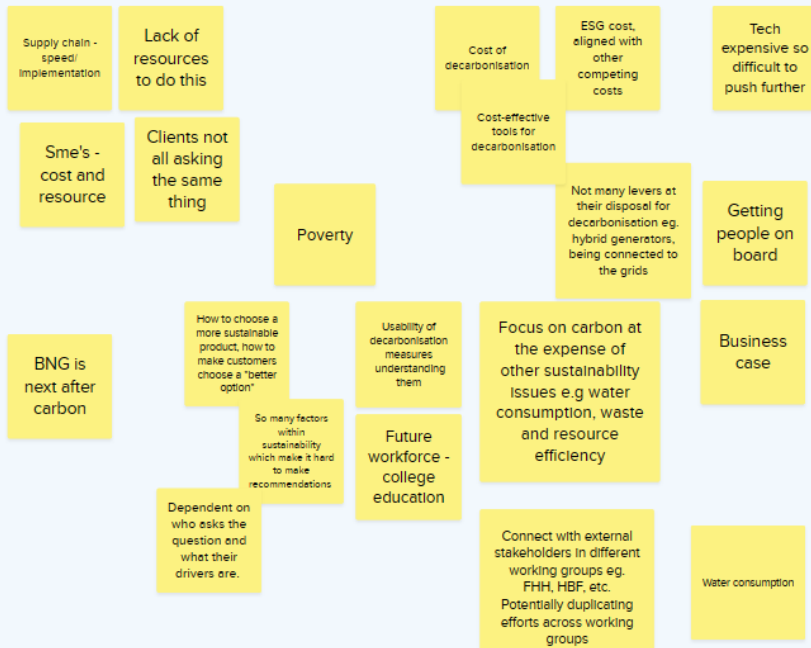 Supply chain -
speed/
implementation
Lack of
resources
to do this
Cost of
decarbonisation
ESG cost,
aligned with
other
competing
costs
Tech
expensive so
difficult to
push further
Sme's -
cost and
resource
Clients not
all asking
the same
thing
Cost-effective
tools for
decarbonisation
Poverty
Not many levers at
their disposal for
decarbonisation eg.
hybrid generators,
being connected to
the grids
Getting
people on
board
BNG is
next after
carbon
How to choose a
more sustainable
product, how to
make customers
choose a "better
option"
Usability of
decarbonisation
measures
understanding
them
Focus on carbon at
the expense of
other sustainability
issues e.g water
consumption, waste
and resource
efficiency
Business
case
So many factors
within
sustainability
which make it hard
to make
recommendations
Future
workforce -
college
education
Dependent on
who asks the
question and
what their
drivers are.
Connect with external
stakeholders in different
working groups eg.
FHH, HBF, etc.
Potentially duplicating
efforts across working
groups
Water consumption